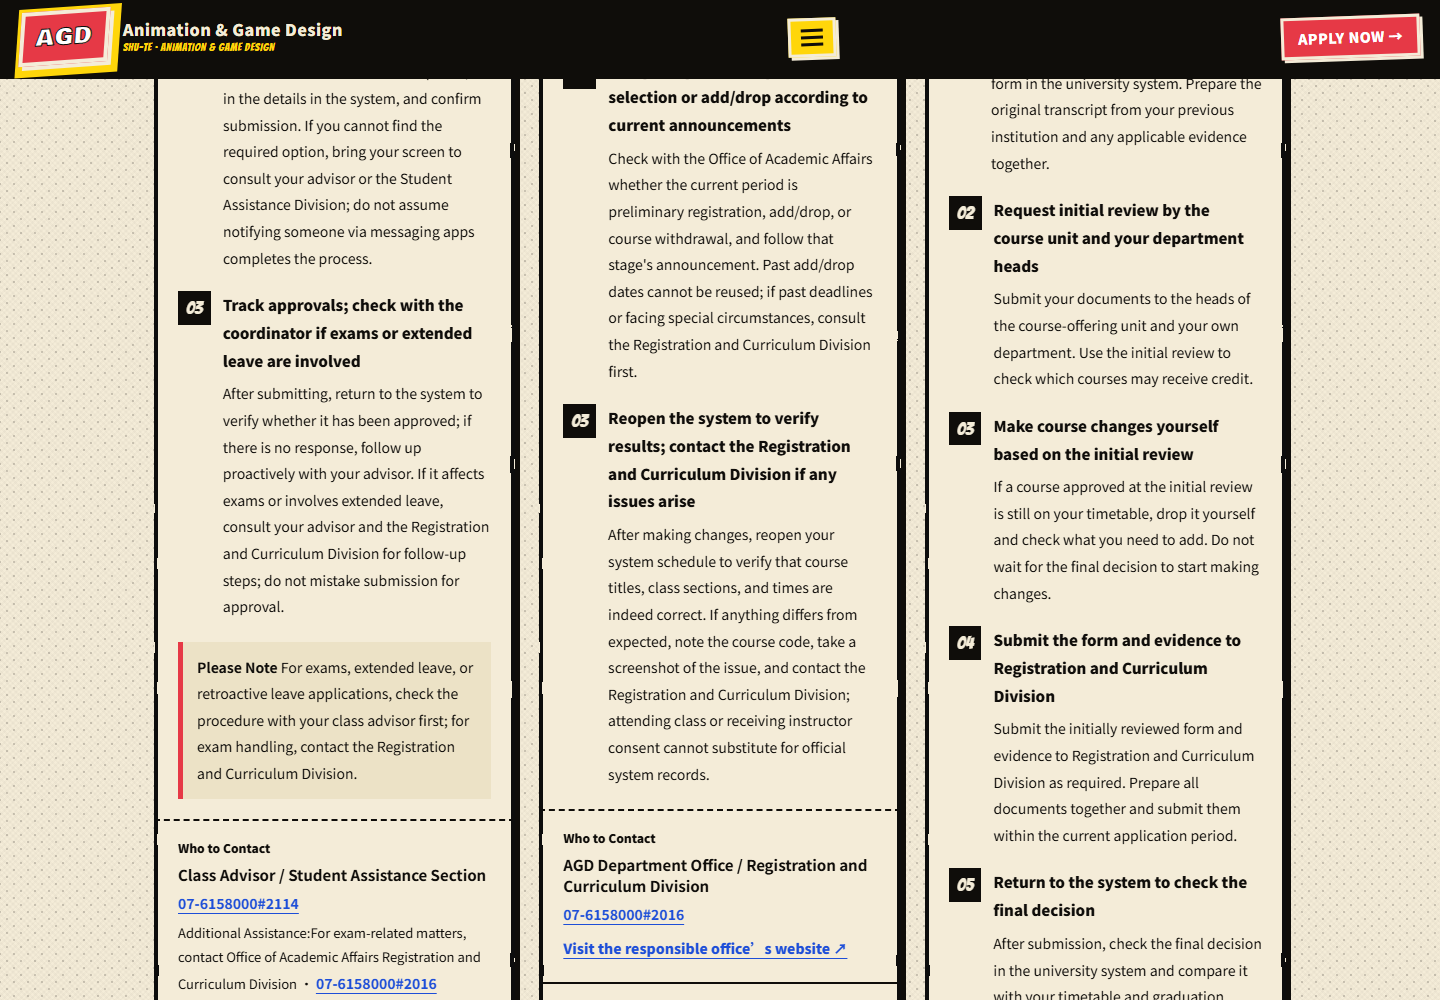 AGD
Animation & Game Design
SHU-TE · ANIMATION & GAME DESIGN
APPLY NOW →
in the details in the system, and confirm
submission. If you cannot find the
required option, bring your screen to
consult your advisor or the Student
Assistance Division; do not assume
notifying someone via messaging apps
completes the process.
03
Track approvals; check with the
coordinator if exams or extended
leave are involved
After submitting, return to the system to
verify whether it has been approved; if
there is no response, follow up
proactively with your advisor. If it affects
exams or involves extended leave,
consult your advisor and the Registration
and Curriculum Division for follow-up
steps; do not mistake submission for
approval.
Please Note For exams, extended leave, or
retroactive leave applications, check the
procedure with your class advisor first; for
exam handling, contact the Registration
and Curriculum Division.
Who to Contact
Class Advisor / Student Assistance Section
07-6158000#2114
Additional Assistance:For exam-related matters,
contact Office of Academic Affairs Registration and
Curriculum Division · 07-6158000#2016
selection or add/drop according to
current announcements
Check with the Office of Academic Affairs
whether the current period is
preliminary registration, add/drop, or
course withdrawal, and follow that
stage's announcement. Past add/drop
dates cannot be reused; if past deadlines
or facing special circumstances, consult
the Registration and Curriculum Division
first.
03
Reopen the system to verify
results; contact the Registration
and Curriculum Division if any
issues arise
After making changes, reopen your
system schedule to verify that course
titles, class sections, and times are
indeed correct. If anything differs from
expected, note the course code, take a
screenshot of the issue, and contact the
Registration and Curriculum Division;
attending class or receiving instructor
consent cannot substitute for official
system records.
Who to Contact
AGD Department Office / Registration and
Curriculum Division
07-6158000#2016
Visit the responsible office’s website ↗
form in the university system. Prepare the
original transcript from your previous
institution and any applicable evidence
together.
02
Request initial review by the
course unit and your department
heads
Submit your documents to the heads of
the course-offering unit and your own
department. Use the initial review to
check which courses may receive credit.
03
Make course changes yourself
based on the initial review
If a course approved at the initial review
is still on your timetable, drop it yourself
and check what you need to add. Do not
wait for the final decision to start making
changes.
04
Submit the form and evidence to
Registration and Curriculum
Division
Submit the initially reviewed form and
evidence to Registration and Curriculum
Division as required. Prepare all
documents together and submit them
within the current application period.
05
Return to the system to check the
final decision
After submission, check the final decision
in the university system and compare it
with your timetable and graduation